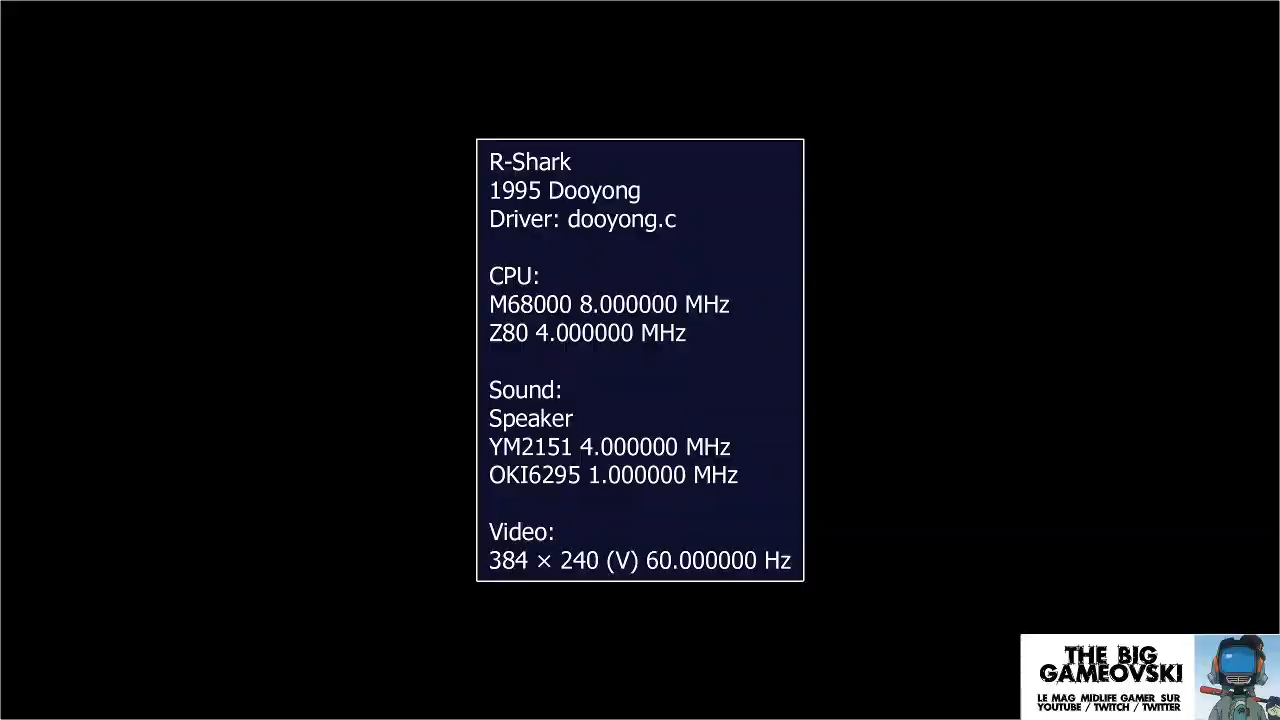 R-Shark
1995 Dooyong
Driver: dooyong.c
CPU:
M68000 8.000000 MHz
Z80 4.000000 MHz
Sound:
Speaker
YM2151 4.000000 MHz
OKI6295 1.000000 MHz
Video:
384 × 240 (V) 60.000000 Hz
THE BIG
GAMEOVSKI
LE MAG MIDLIFE GAMER SUR
YOUTUBE / TWITCH / TWITTER